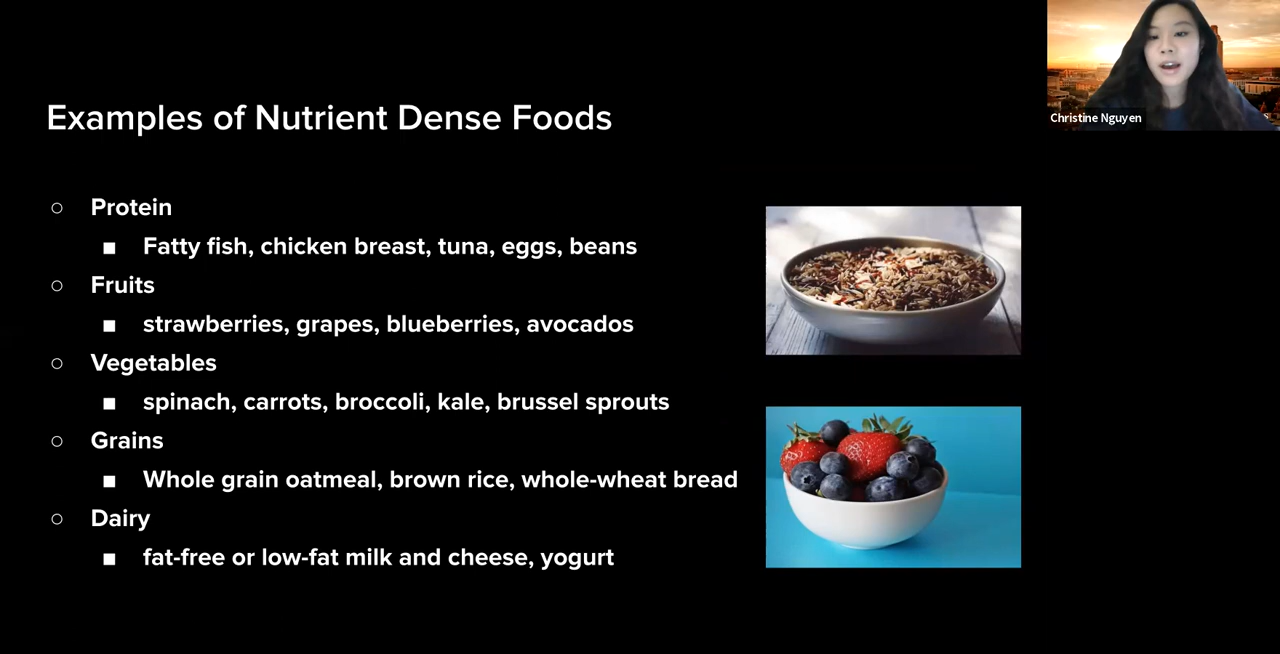 Examples of Nutrient Dense Foods
Christine Nguyen
Protein
Fatty fish, chicken breast, tuna, eggs, beans
Fruits
strawberries, grapes, blueberries, avocados
Vegetables
spinach, carrots, broccoli, kale, brussel sprouts
Grains
Whole grain oatmeal, brown rice, whole-wheat bread
Dairy
fat-free or low-fat milk and cheese, yogurt